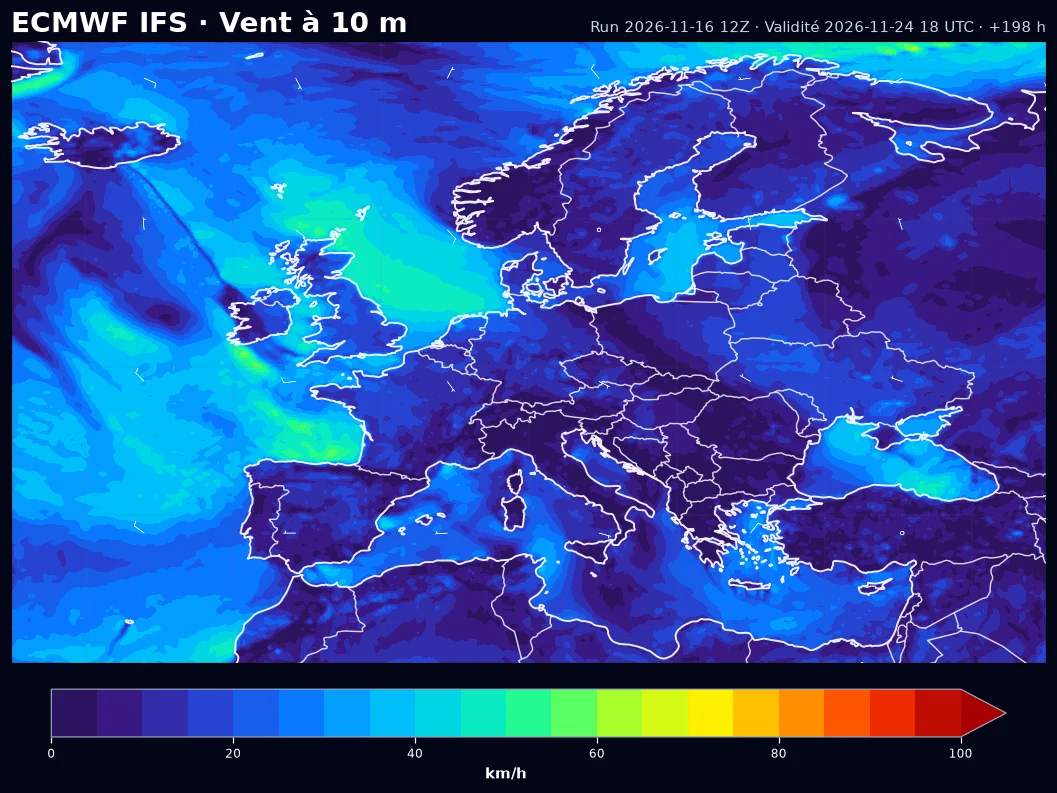 ECMWF IFS · Vent à 10 m
Run 2026-11-16 12Z · Validité 2026-11-24 18 UTC · +198 h
0 20 40 60 80 100
km/h